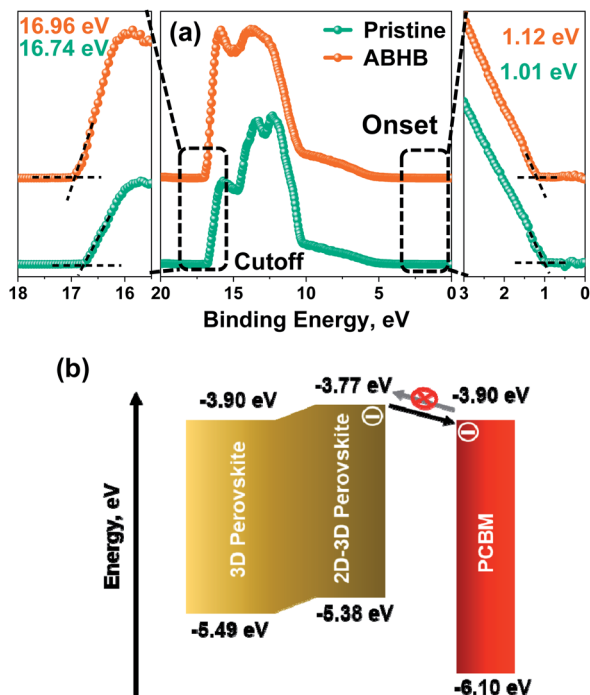 16.96 eV
16.74 eV
(a)
Pristine
ABHB
1.12 eV
1.01 eV
Onset
Cutoff
18 17 16 20 15 10 5 0 3 2 1 0
Binding Energy, eV
(b)
-3.90 eV
-3.77 eV
-3.90 eV
Energy, eV
3D Perovskite
2D-3D Perovskite
PCBM
-5.49 eV
-5.38 eV
-6.10 eV